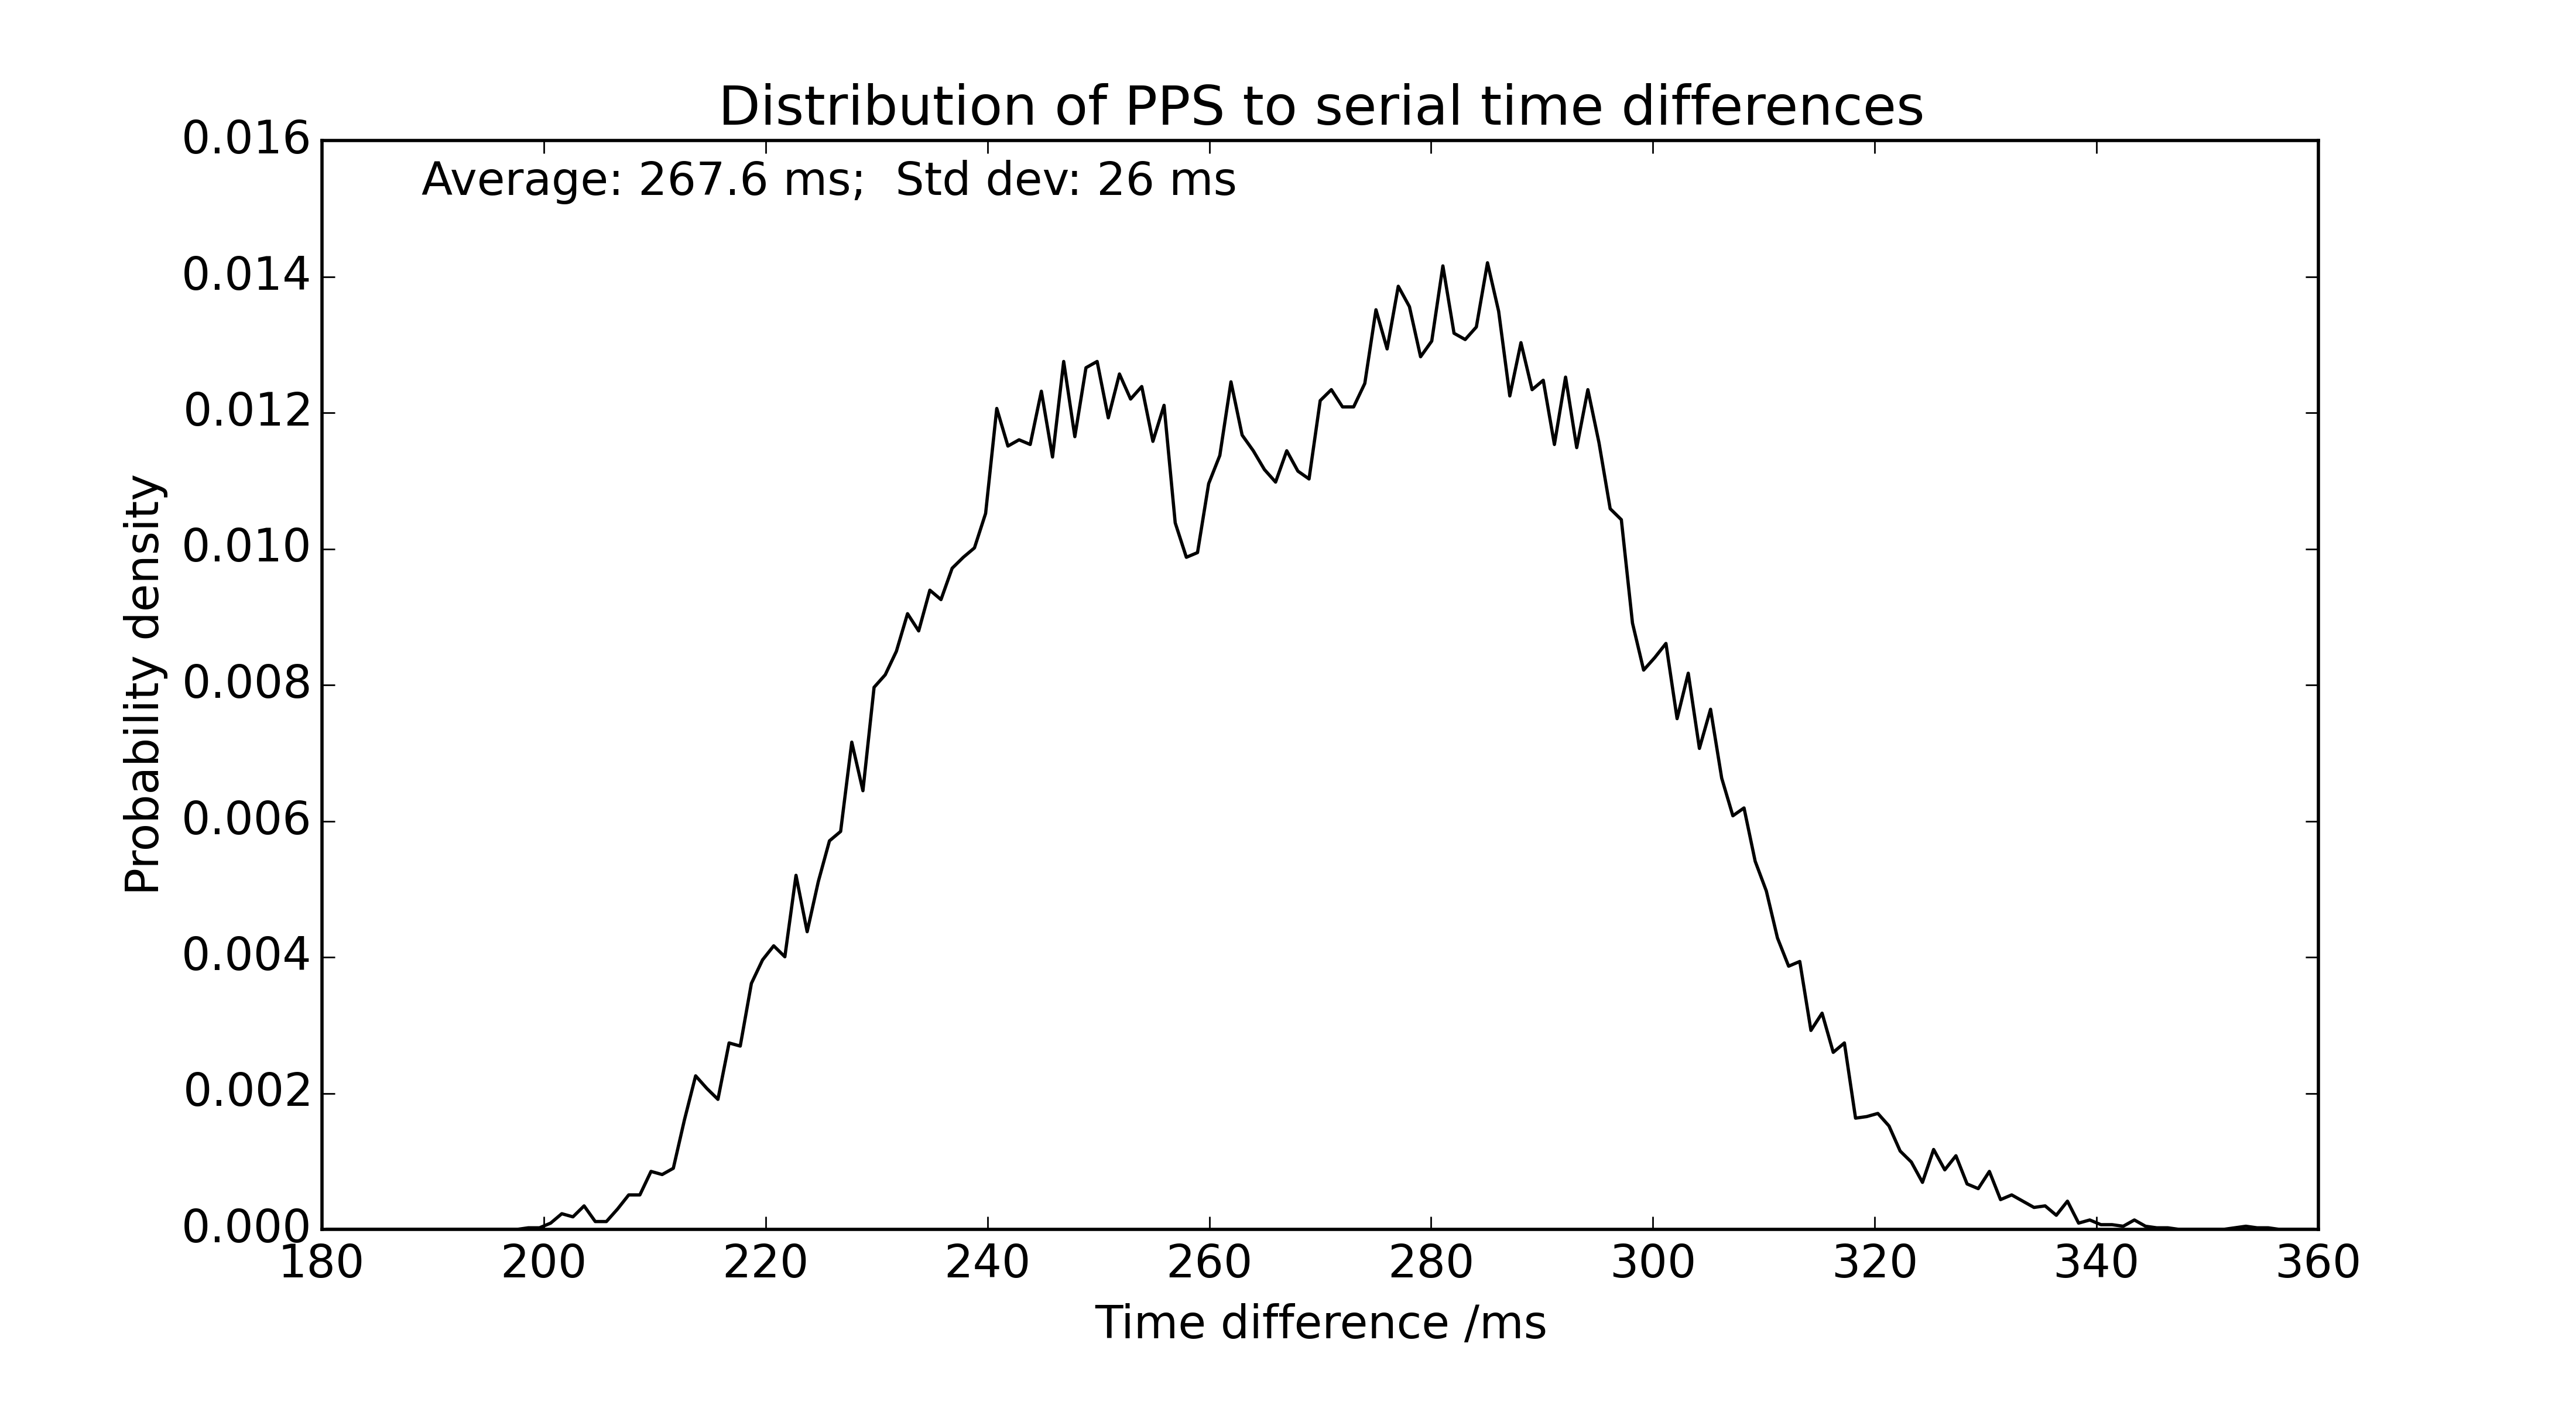 Distribution of PPS to serial time differences
Average: 267.6 ms;  Std dev: 26 ms
0.016
0.014
0.012
0.010
0.008
0.006
0.004
0.002
0.000
Probability density
180 200 220 240 260 280 300 320 340 360
Time difference /ms